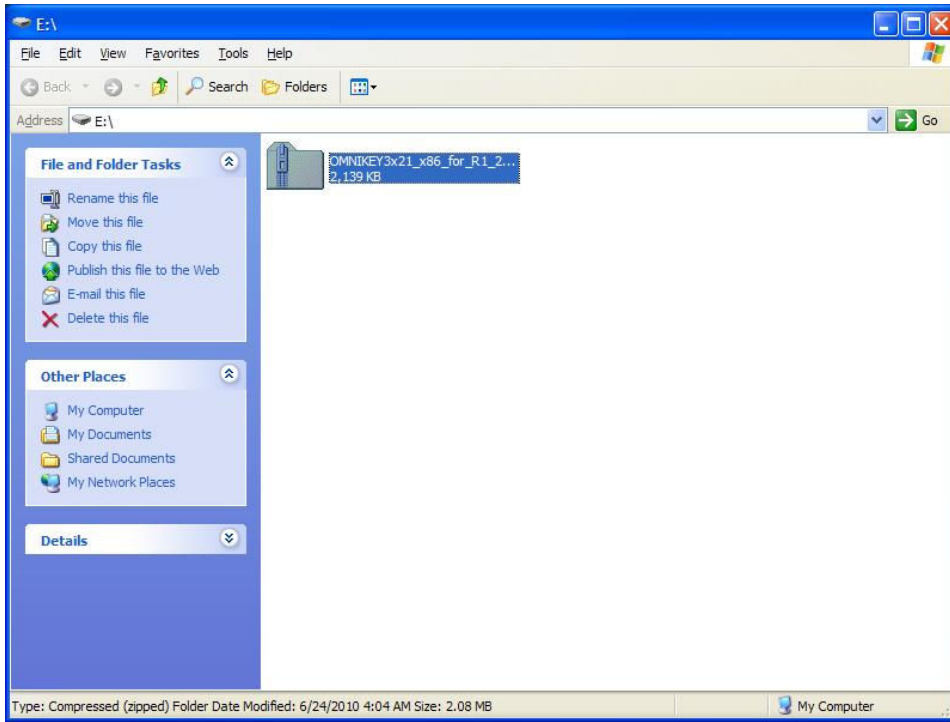 E:\
File Edit View Favorites Tools Help
Back Search Folders
Address E:\ Go
File and Folder Tasks
Rename this file
Move this file
Copy this file
Publish this file to the Web
E-mail this file
Delete this file
Other Places
My Computer
My Documents
Shared Documents
My Network Places
Details
OMNIKEY3x21_x86_for_R1_2...
2,139 KB
Type: Compressed (zipped) Folder Date Modified: 6/24/2010 4:04 AM Size: 2.08 MB My Computer